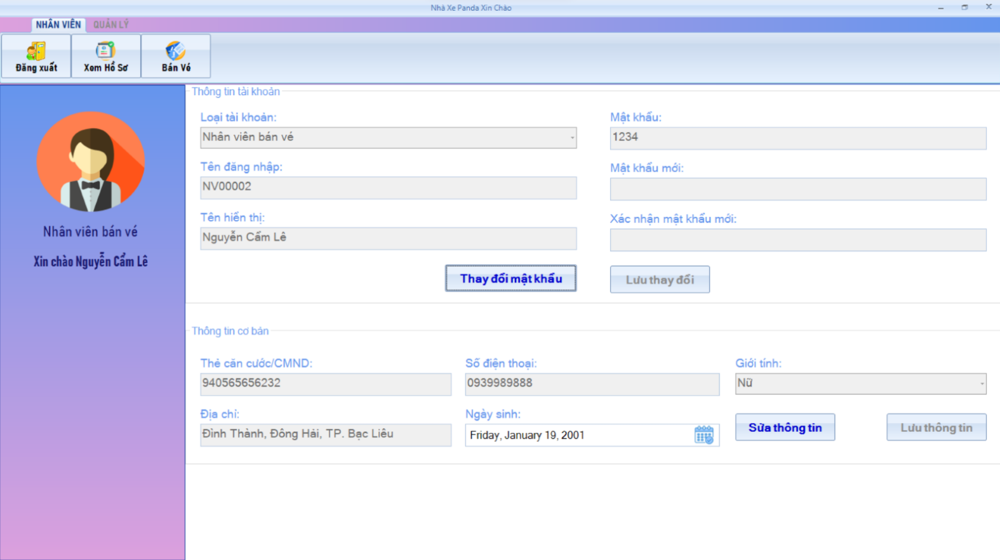 Nhà Xe Panda Xin Chào
NHÂN VIÊN QUẢN LÝ
Đăng xuất Xem Hồ Sơ Bán Vé
Thông tin tài khoản
Loại tài khoản: Mật khẩu:
Nhân viên bán vé 1234
Tên đăng nhập: Mật khẩu mới:
NV00002
Tên hiển thị: Xác nhận mật khẩu mới:
Nguyễn Cẩm Lê
Nhân viên bán vé
Xin chào Nguyễn Cẩm Lê
Thay đổi mật khẩu Lưu thay đổi
Thông tin cơ bản
Thẻ căn cước/CMND: Số điện thoại: Giới tính:
940565656232 0939989888 Nữ
Địa chỉ: Ngày sinh:
Đình Thành, Đông Hải, TP. Bạc Liêu Friday, January 19, 2001 Sửa thông tin Lưu thông tin